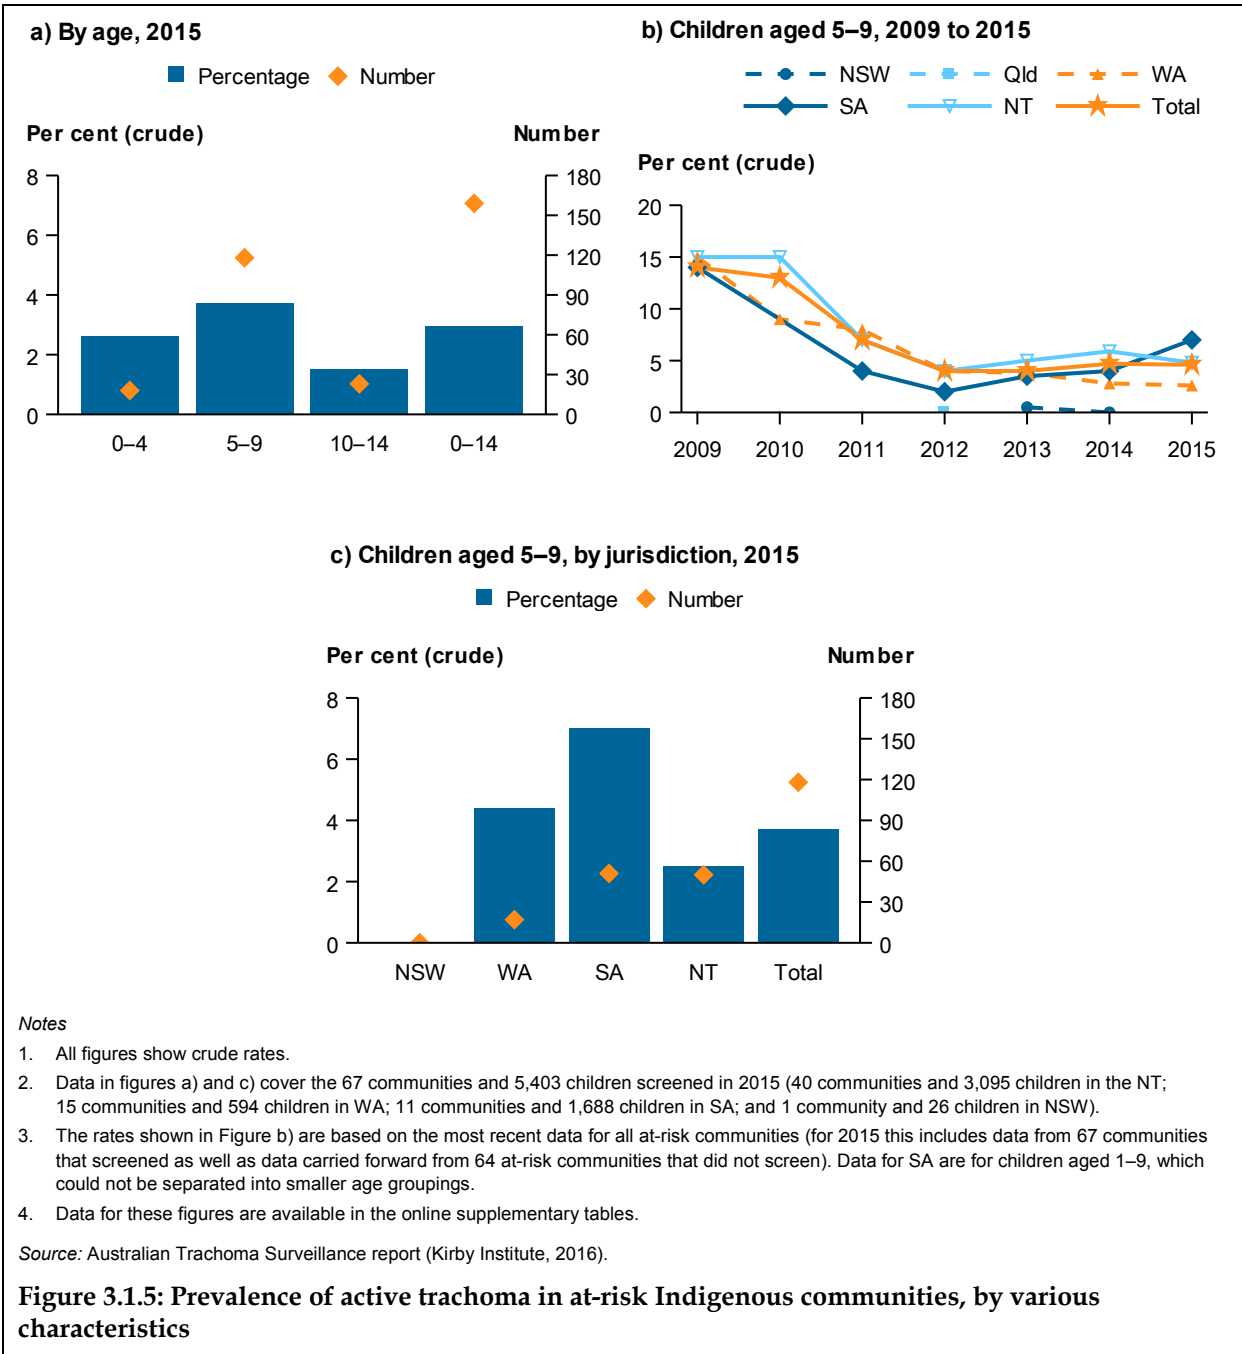 a) By age, 2015
Percentage Number
Per cent (crude) Number
8 180
150
6
120
4 90
60
2
30
0 0
0–4 5–9 10–14 0–14
b) Children aged 5–9, 2009 to 2015
NSW Qld WA
SA NT Total
Per cent (crude)
20
15
10
5
0
2009 2010 2011 2012 2013 2014 2015
c) Children aged 5–9, by jurisdiction, 2015
Percentage Number
Per cent (crude) Number
8 180
150
6
120
4 90
60
2
30
0 0
NSW WA SA NT Total
Notes
1. All figures show crude rates.
2. Data in figures a) and c) cover the 67 communities and 5,403 children screened in 2015 (40 communities and 3,095 children in the NT;
15 communities and 594 children in WA; 11 communities and 1,688 children in SA; and 1 community and 26 children in NSW).
3. The rates shown in Figure b) are based on the most recent data for all at-risk communities (for 2015 this includes data from 67 communities
that screened as well as data carried forward from 64 at-risk communities that did not screen). Data for SA are for children aged 1–9, which
could not be separated into smaller age groupings.
4. Data for these figures are available in the online supplementary tables.
Source: Australian Trachoma Surveillance report (Kirby Institute, 2016).
Figure 3.1.5: Prevalence of active trachoma in at-risk Indigenous communities, by various
characteristics